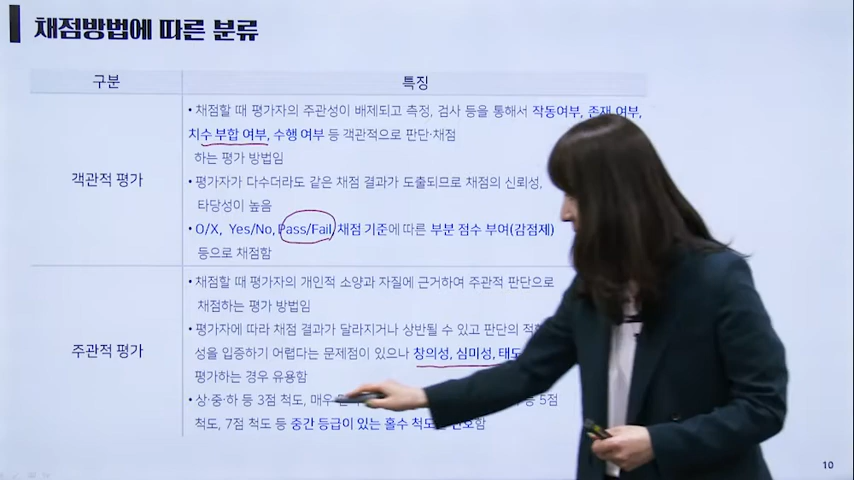 채점방법에 따른 분류
구분
특징
객관적 평가
• 채점할 때 평가자의 주관성이 배제되고 측정, 검사 등을 통해서 작동여부, 존재 여부,
치수 부합 여부, 수행 여부 등 객관적으로 판단·채점
하는 평가 방법임
• 평가자가 다수더라도 같은 채점 결과가 도출되므로 채점의 신뢰성,
타당성이 높음
• O/X, Yes/No, Pass/Fail, 채점 기준에 따른 부분 점수 부여(감점제)
등으로 채점함
주관적 평가
• 채점할 때 평가자의 개인적 소양과 자질에 근거하여 주관적 판단으로
채점하는 평가 방법임
• 평가자에 따라 채점 결과가 달라지거나 상반될 수 있고 판단의
성을 입증하기 어렵다는 문제점이 있으나 창의성, 심미성, 태도
평가하는 경우 유용함
• 상·중·하 등 3점 척도, 매우 등 5점
척도, 7점 척도 등 중간 등급이 있는 홀수 척도
10